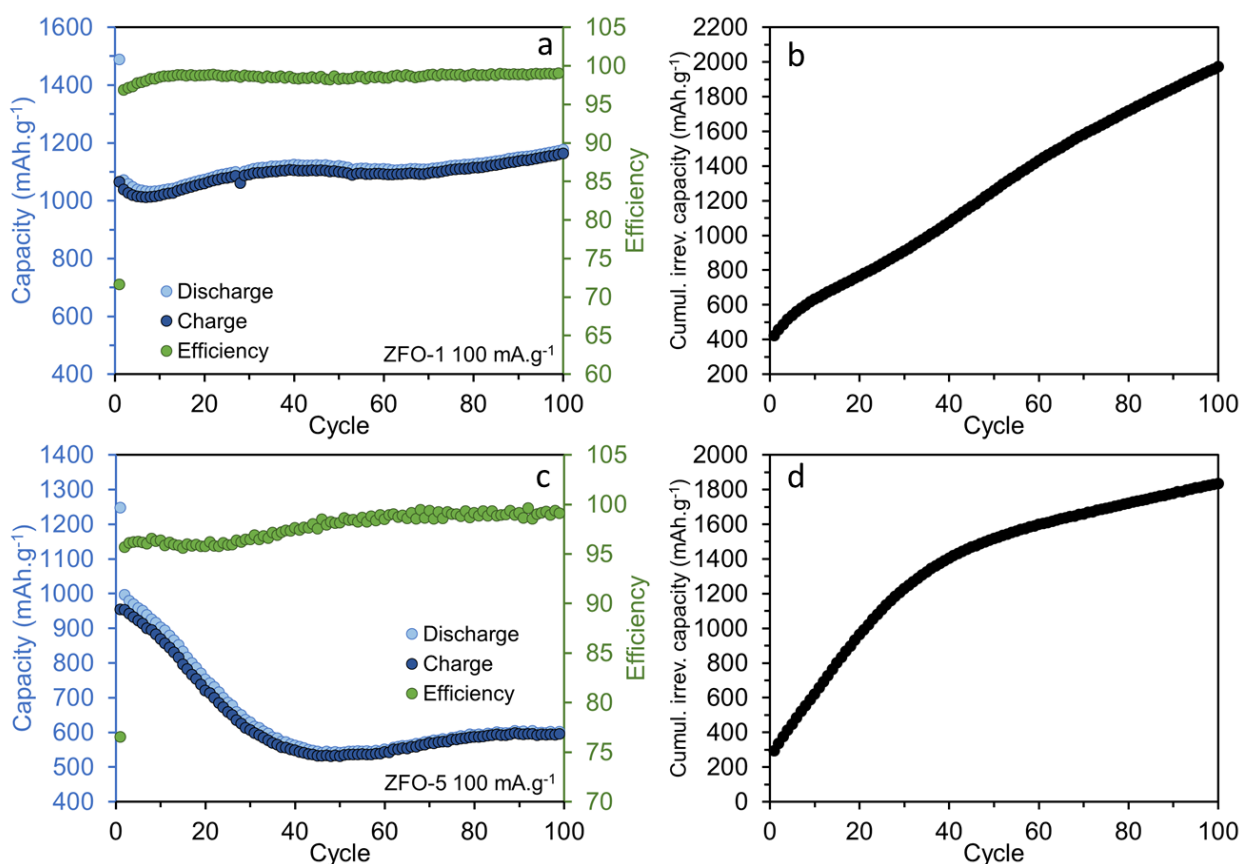 a
Capacity (mAh.g-1)
1600
1400
1200
1000
800
600
400
105
100
95
90
85
80
75
70
65
60
Efficiency
Discharge
Charge
Efficiency
ZFO-1 100 mA.g-1
0 20 40 60 80 100
Cycle
b
Cumul. irrev. capacity (mAh.g-1)
2200
2000
1800
1600
1400
1200
1000
800
600
400
200
0 20 40 60 80 100
Cycle
c
Capacity (mAh.g-1)
1400
1300
1200
1100
1000
900
800
700
600
500
400
105
100
95
90
85
80
75
70
Efficiency
Discharge
Charge
Efficiency
ZFO-5 100 mA.g-1
0 20 40 60 80 100
Cycle
d
Cumul. irrev. capacity (mAh.g-1)
2000
1800
1600
1400
1200
1000
800
600
400
200
0
0 20 40 60 80 100
Cycle